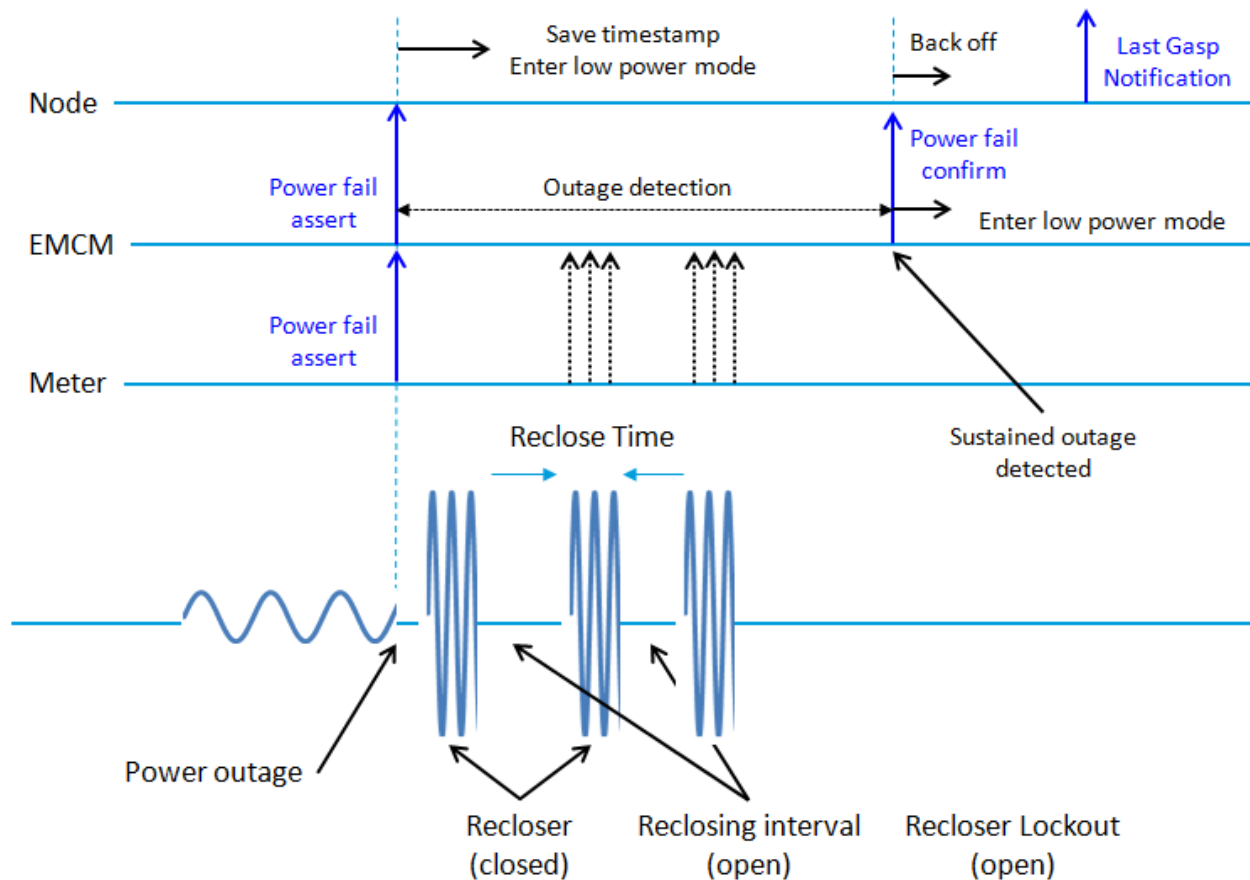 Save timestamp
Enter low power mode
Back off
Last Gasp
Notification
Node
Power fail
assert
Outage detection
Power fail
confirm
Enter low power mode
EMCM
Power fail
assert
Meter
Reclose Time
Sustained outage
detected
Power outage
Recloser
(closed)
Reclosing interval
(open)
Recloser Lockout
(open)